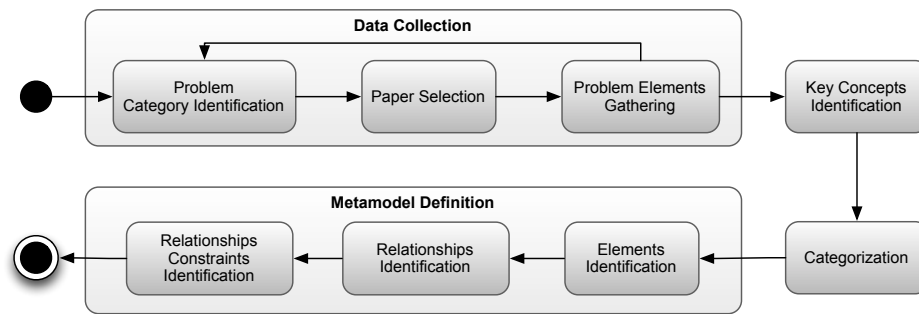 Data Collection
Problem
Category Identification
Paper Selection
Problem Elements
Gathering
Key Concepts
Identification
Metamodel Definition
Relationships
Constraints
Identification
Relationships
Identification
Elements
Identification
Categorization